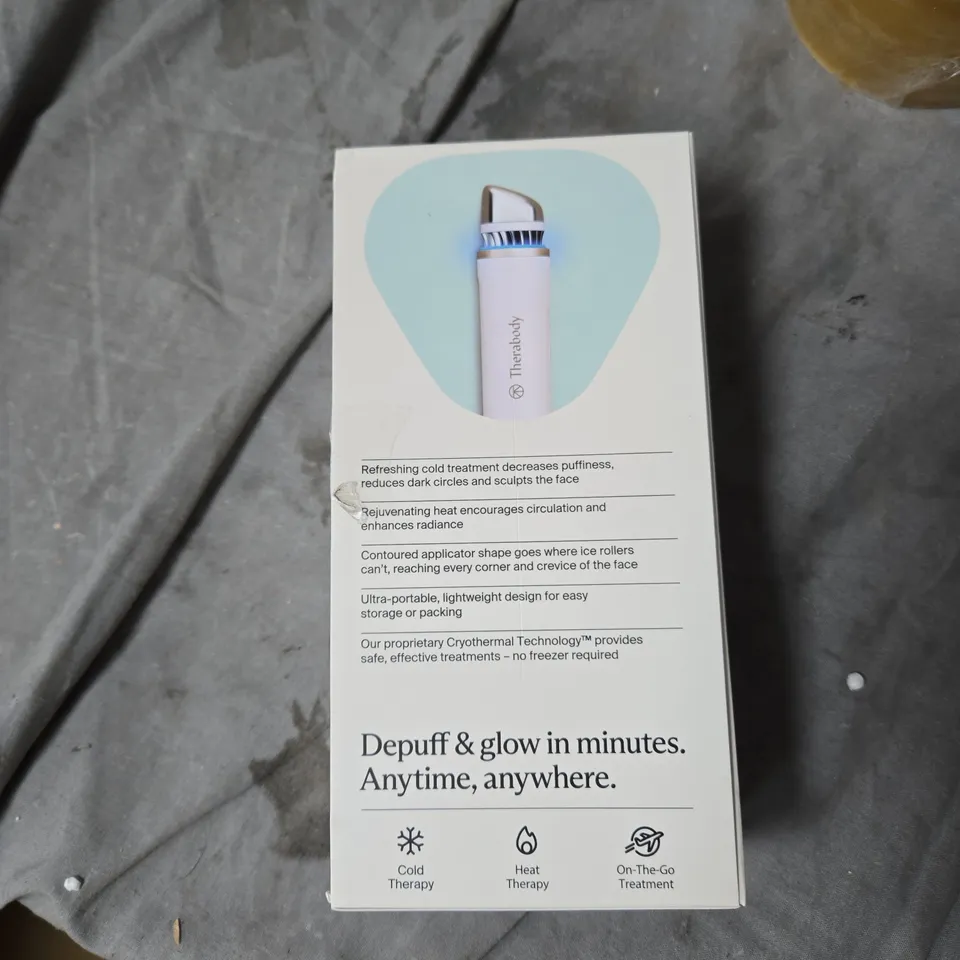 Therabody
Refreshing cold treatment decreases puffiness,
reduces dark circles and sculpts the face
Rejuvenating heat encourages circulation and
enhances radiance
Contoured applicator shape goes where ice rollers
can't, reaching every corner and crevice of the face
Ultra-portable, lightweight design for easy
storage or packing
Our proprietary Cryothermal Technology™ provides
safe, effective treatments – no freezer required
Depuff & glow in minutes.
Anytime, anywhere.
Cold
Therapy
Heat
Therapy
On-The-Go
Treatment